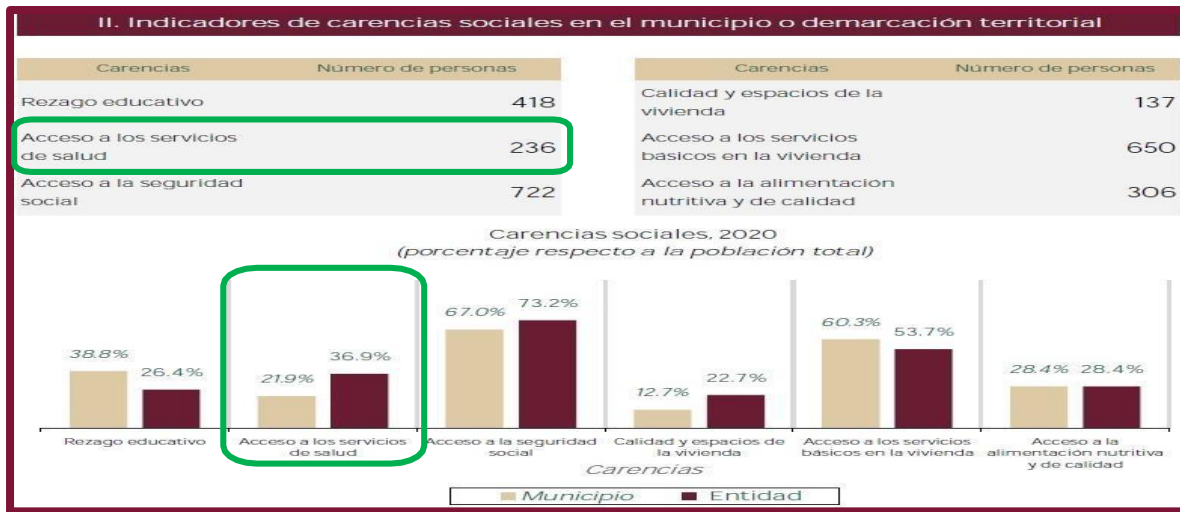 II. Indicadores de carencias sociales en el municipio o demarcación territorial
Carencias Número de personas
Rezago educativo 418
Acceso a los servicios
de salud 236
Acceso a la seguridad
social 722
Carencias Número de personas
Calidad y espacios de la
vivienda 137
Acceso a los servicios
básicos en la vivienda 650
Acceso a la alimentación
nutritiva y de calidad 306
Carencias sociales, 2020
(porcentaje respecto a la población total)
38.8% 26.4% 21.9% 36.9% 67.0% 73.2% 12.7% 22.7% 60.3% 53.7% 28.4% 28.4%
Rezago educativo
Acceso a los servicios
de salud
Acceso a la seguridad
social
Calidad y espacios de
la vivienda
Acceso a los servicios
básicos en la vivienda
Acceso a la
alimentación nutritiva
y de calidad
Carencias
Municipio Entidad